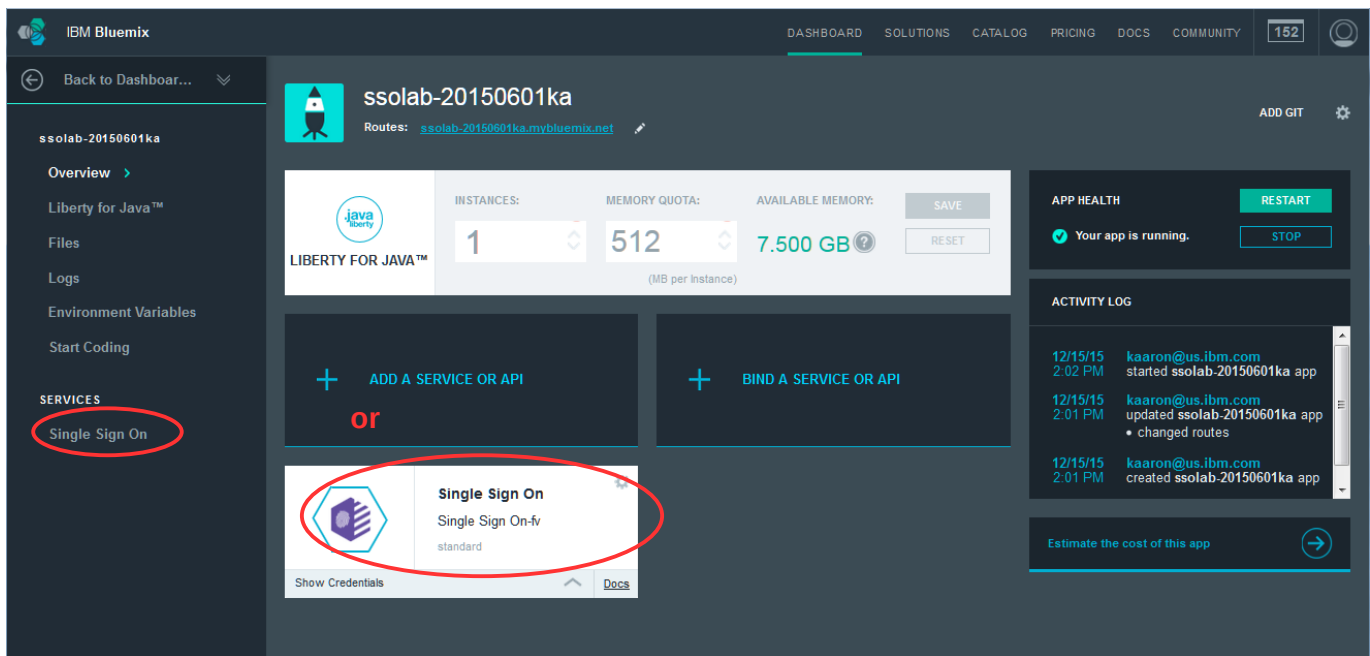 IBM Bluemix
DASHBOARD SOLUTIONS CATALOG PRICING DOCS COMMUNITY 152
Back to Dashboar...
ssolab-20150601ka
Overview >
Liberty for Java™
Files
Logs
Environment Variables
Start Coding
SERVICES
Single Sign On
ssolab-20150601ka
Routes: ssolab-20150601ka.mybluemix.net
ADD GIT
java
liberty
LIBERTY FOR JAVA™
INSTANCES:
1
MEMORY QUOTA:
512
(MB per Instance)
AVAILABLE MEMORY:
7.500 GB ?
SAVE
RESET
APP HEALTH
RESTART
Your app is running.
STOP
+ ADD A SERVICE OR API
or
+ BIND A SERVICE OR API
ACTIVITY LOG
12/15/15 kaaron@us.ibm.com
2:02 PM started ssolab-20150601ka app
12/15/15 kaaron@us.ibm.com
2:01 PM updated ssolab-20150601ka app
• changed routes
12/15/15 kaaron@us.ibm.com
2:01 PM created ssolab-20150601ka app
Single Sign On
Single Sign On-fv
standard
Show Credentials
Docs
Estimate the cost of this app